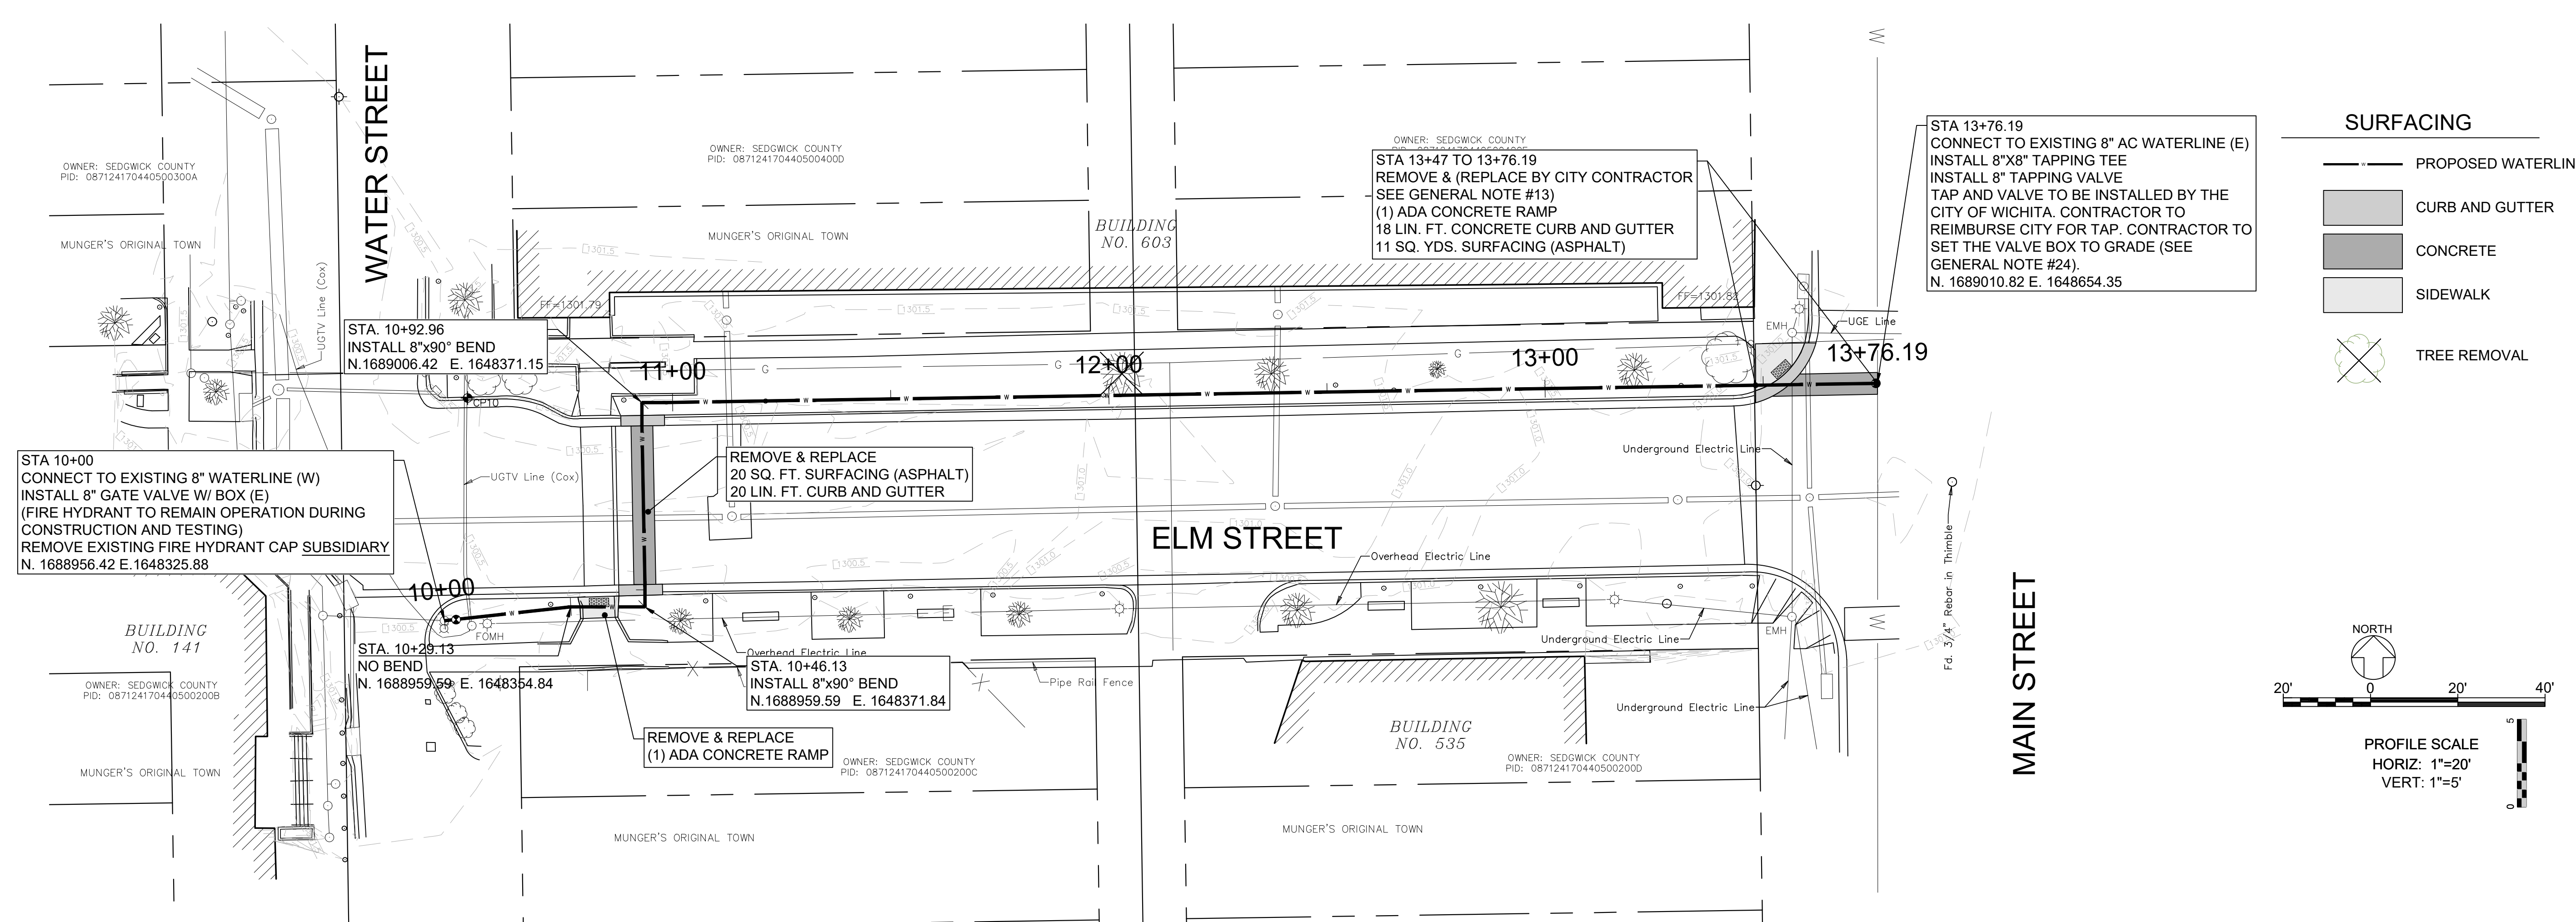 WATER STREET
OWNER: SEDGWICK COUNTY
PID: 087124170440500300A
MUNGER'S ORIGINAL TOWN
UGTV Line (Cox)
OWNER: SEDGWICK COUNTY
PID: 087124170440500400D
MUNGER'S ORIGINAL TOWN
BUILDING
NO. 603
OWNER: SEDGWICK COUNTY
STA 13+47 TO 13+76.19
REMOVE & (REPLACE BY CITY CONTRACTOR
SEE GENERAL NOTE #13)
(1) ADA CONCRETE RAMP
18 LIN. FT. CONCRETE CURB AND GUTTER
11 SQ. YDS. SURFACING (ASPHALT)
W
STA 13+76.19
CONNECT TO EXISTING 8" AC WATERLINE (E)
INSTALL 8"X8" TAPPING TEE
INSTALL 8" TAPPING VALVE
TAP AND VALVE TO BE INSTALLED BY THE
CITY OF WICHITA. CONTRACTOR TO
REIMBURSE CITY FOR TAP. CONTRACTOR TO
SET THE VALVE BOX TO GRADE (SEE
GENERAL NOTE #24).
N. 1689010.82 E. 1648654.35
SURFACING
PROPOSED WATERLIN
CURB AND GUTTER
CONCRETE
SIDEWALK
TREE REMOVAL
FF=1301.79
FF=1301.82
EMH
UGE Line
STA. 10+92.96
INSTALL 8"x90° BEND
N.1689006.42 E. 1648371.15
11+00
12+00
13+00
13+76.19
G
G
G
CP10
STA 10+00
CONNECT TO EXISTING 8" WATERLINE (W)
INSTALL 8" GATE VALVE W/ BOX (E)
(FIRE HYDRANT TO REMAIN OPERATION DURING
CONSTRUCTION AND TESTING)
REMOVE EXISTING FIRE HYDRANT CAP SUBSIDIARY
N. 1688956.42 E.1648325.88
UGTV Line (Cox)
REMOVE & REPLACE
20 SQ. FT. SURFACING (ASPHALT)
20 LIN. FT. CURB AND GUTTER
Underground Electric Line
ELM STREET
Overhead Electric Line
Fd. 3/4" Rebar in Thimble
10+00
FOMH
BUILDING
NO. 141
OWNER: SEDGWICK COUNTY
PID: 087124170440500200B
MUNGER'S ORIGINAL TOWN
STA. 10+29.13
NO BEND
N. 1688959.59 E. 1648354.84
Overhead Electric Line
STA. 10+46.13
INSTALL 8"x90° BEND
N.1688959.59 E. 1648371.84
Pipe Rail Fence
REMOVE & REPLACE
(1) ADA CONCRETE RAMP
OWNER: SEDGWICK COUNTY
PID: 087124170440500200C
MUNGER'S ORIGINAL TOWN
Underground Electric Line
EMH
W
Underground Electric Line
BUILDING
NO. 535
OWNER: SEDGWICK COUNTY
PID: 087124170440500200D
MUNGER'S ORIGINAL TOWN
MAIN STREET
NORTH
20' 0 20' 40'
PROFILE SCALE
HORIZ: 1"=20'
VERT: 1"=5'
5
0